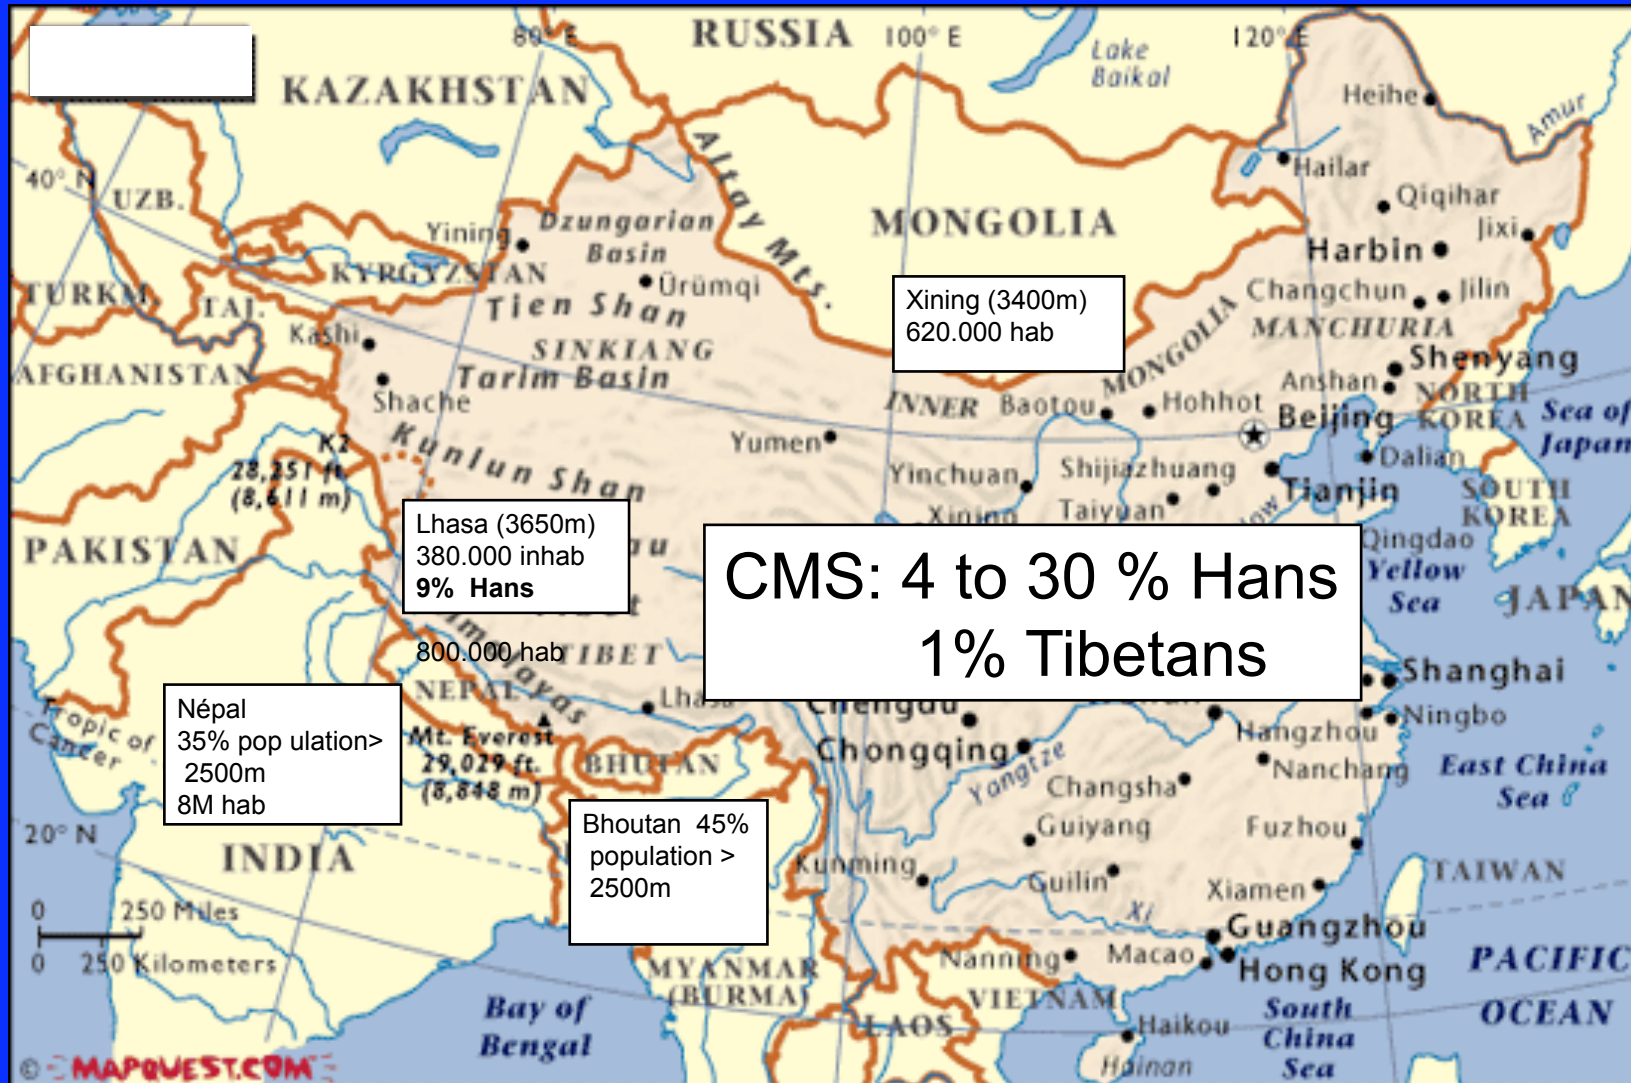 80° E
RUSSIA
100° E
120° E
Lake
Baikal
KAZAKHSTAN
Heihe
Amur
Altay Mts.
Hailar
40° N
UZB.
Qiqihar
Dzungarian
Basin
MONGOLIA
Jixi
Yining
Harbin
KYRGYZSTAN
Ürümqi
TURKM.
TAJ.
Tien Shan
Xining (3400m)
620.000 hab
Changchun
Jilin
MANCHURIA
Kashi
SINKIANG
MONGOLIA
Shenyang
AFGHANISTAN
Tarim Basin
Anshan
NORTH
KOREA
Shache
INNER
Baotou
Hohhot
Beijing
Sea of
Japan
K2
28,251 ft.
(8,611 m)
Kunlun Shan
Yumen
Dalian
Yinchuan
Shijiazhuang
Tianjin
SOUTH
KOREA
Xining
Taiyuan
Lhasa (3650m)
380.000 inhab
9% Hans
800.000 hab
PAKISTAN
CMS: 4 to 30 % Hans
1% Tibetans
Qingdao
Yellow
Sea
JAPAN
TIBET
Himalayas
NEPAL
Lhasa
Shanghai
Népal
35% pop ulation>
2500m
8M hab
Tropic of
Cancer
Chengdu
Ningbo
Mt. Everest
29,029 ft.
(8,848 m)
BHUTAN
Chongqing
Yangtze
Hangzhou
Nanchang
East China
Sea
Changsha
Bhoutan 45%
population >
2500m
20° N
Guiyang
Fuzhou
INDIA
Kunming
Guilin
Xiamen
TAIWAN
0 250 Miles
0 250 Kilometers
Xi
Guangzhou
Nanning
Macao
Hong Kong
PACIFIC
OCEAN
MYANMAR
(BURMA)
VIETNAM
LAOS
Bay of
Bengal
Haikou
Hainan
South
China
Sea
© MAPQUEST.COM